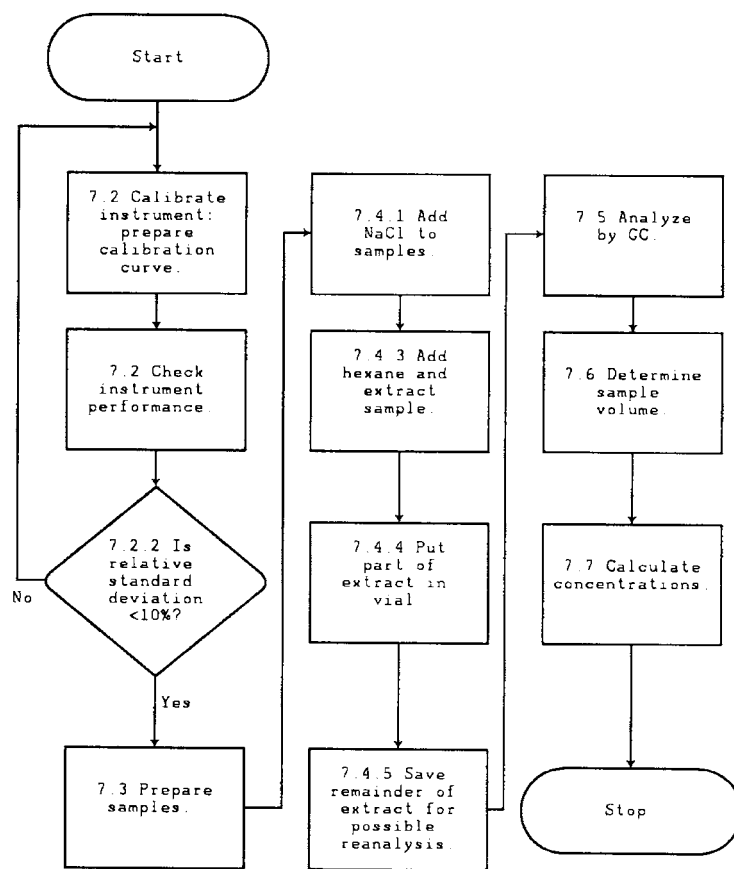 Start
7.2 Calibrate
instrument:
prepare
calibration
curve.
7.2 Check
instrument
performance.
7.2.2 Is
relative
standard
deviation
<10%?
No
Yes
7.3 Prepare
samples.
7.4.1 Add
NaCl to
samples.
7.4 3 Add
hexane and
extract
sample.
7.4.4 Put
part of
extract in
vial
7.4.5 Save
remainder of
extract for
possible
reanalysis.
7 5 Analyze
by GC.
7.6 Determine
sample
volume.
7.7 Calculate
concentrations.
Stop